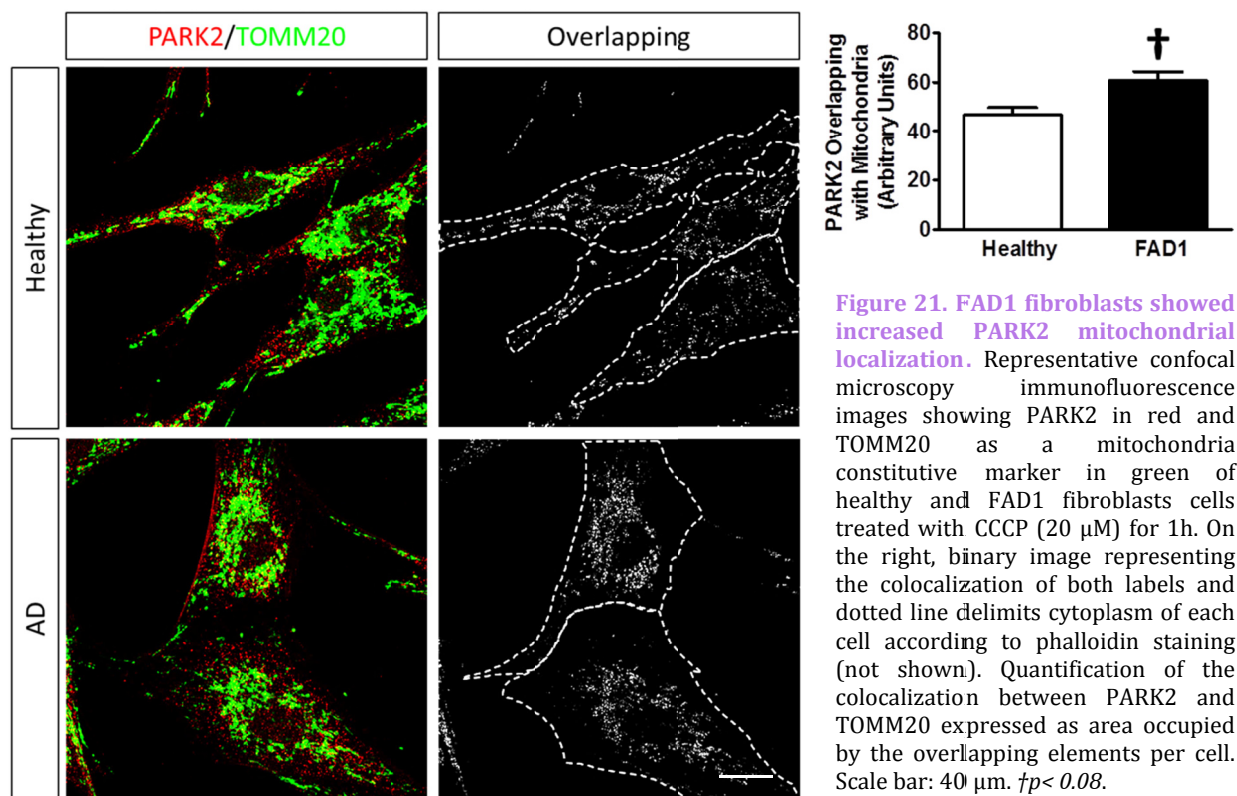 PARK2/TOMM20
Overlapping
Healthy
AD
PARK2 Overlapping
with Mitochondria
(Arbitrary Units)
80
60
40
20
0
†
Healthy
FAD1
Figure 21. FAD1 fibroblasts showed
increased PARK2 mitochondrial
localization. Representative confocal
microscopy immunofluorescence
images showing PARK2 in red and
TOMM20 as a mitochondria
constitutive marker in green of
healthy and FAD1 fibroblasts cells
treated with CCCP (20 µM) for 1h. On
the right, binary image representing
the colocalization of both labels and
dotted line delimits cytoplasm of each
cell according to phalloidin staining
(not shown). Quantification of the
colocalization between PARK2 and
TOMM20 expressed as area occupied
by the overlapping elements per cell.
Scale bar: 40 µm. †p< 0.08.